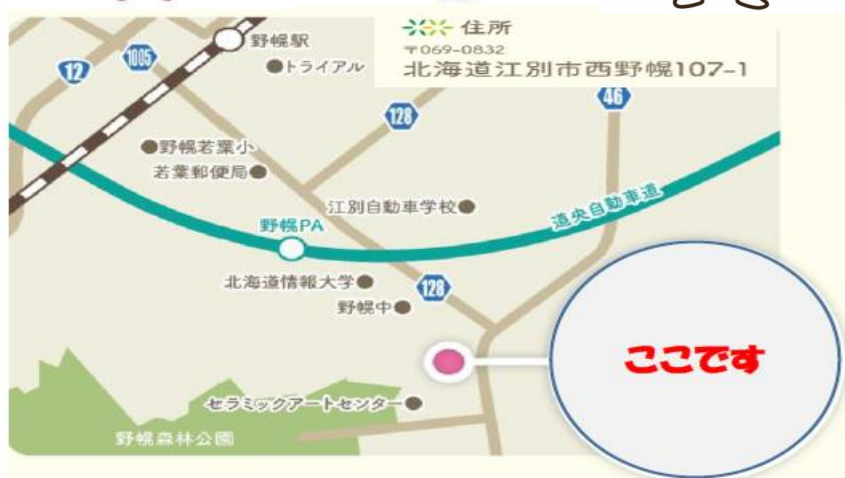 住所
〒069-0832
北海道江別市西野幌107-1
野幌駅
トライアル
12
1005
46
128
野幌若葉小
若葉郵便局
江別自動車学校
道央自動車道
野幌PA
北海道情報大学
128
野幌中
ここです
セラミックアートセンター
野幌森林公園